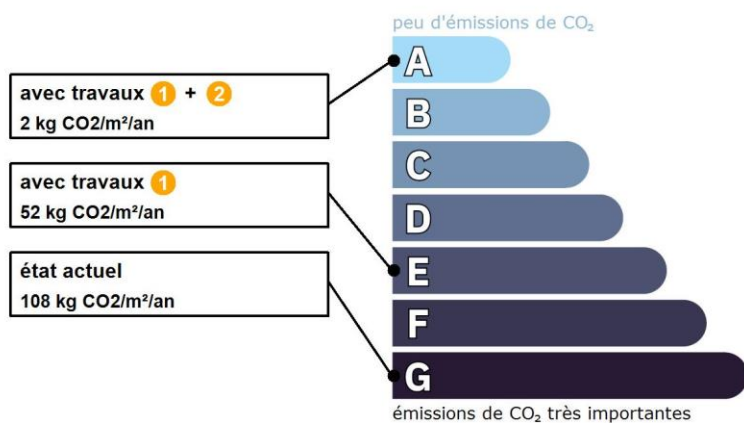 peu d'émissions de CO₂
A
avec travaux 1 + 2
2 kg CO2/m²/an
B
C
avec travaux 1
52 kg CO2/m²/an
D
E
état actuel
108 kg CO2/m²/an
F
G
émissions de CO₂ très importantes